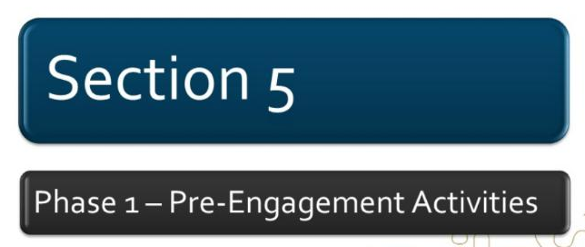 Section 5
Phase 1 – Pre-Engagement Activities